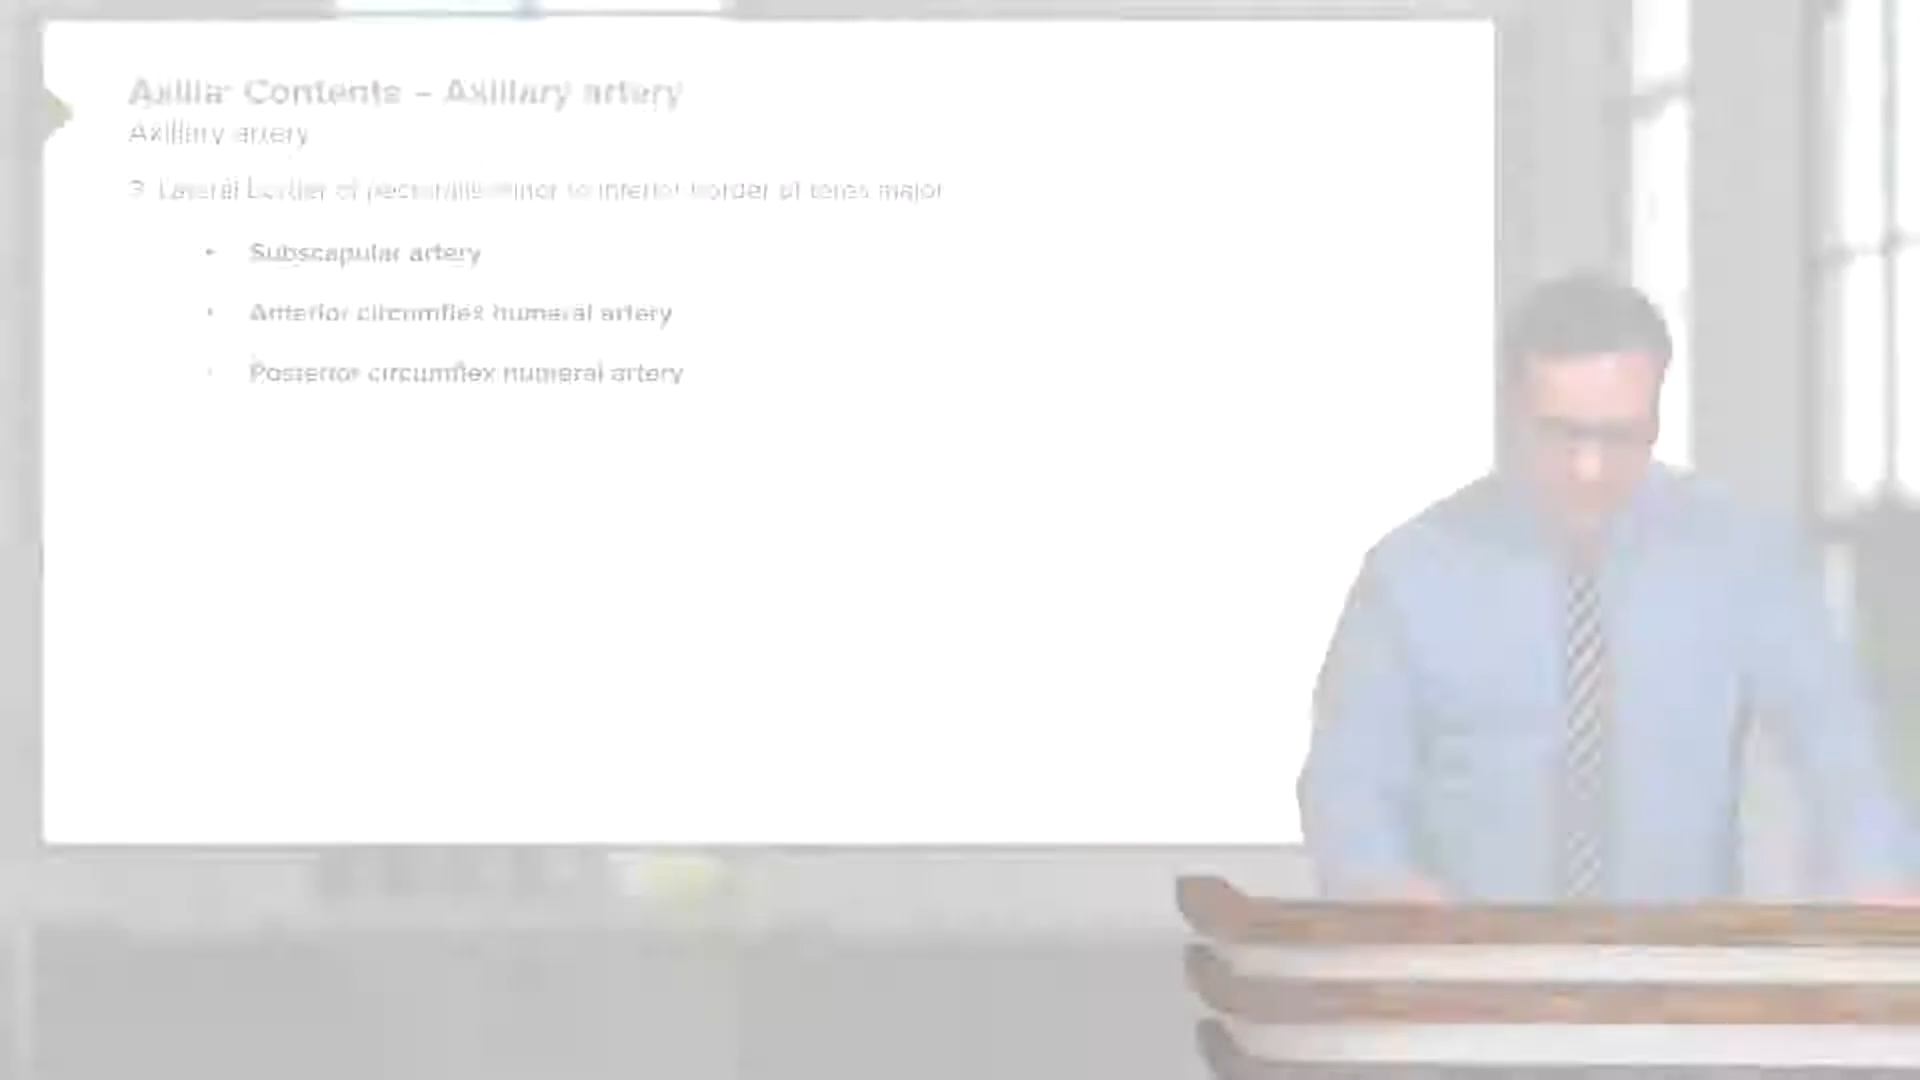 Axilla: Contents – Axillary artery
Axillary artery
3. Lateral border of pectoralis minor to inferior border of teres major
• Subscapular artery
• Anterior circumflex humeral artery
• Posterior circumflex humeral artery